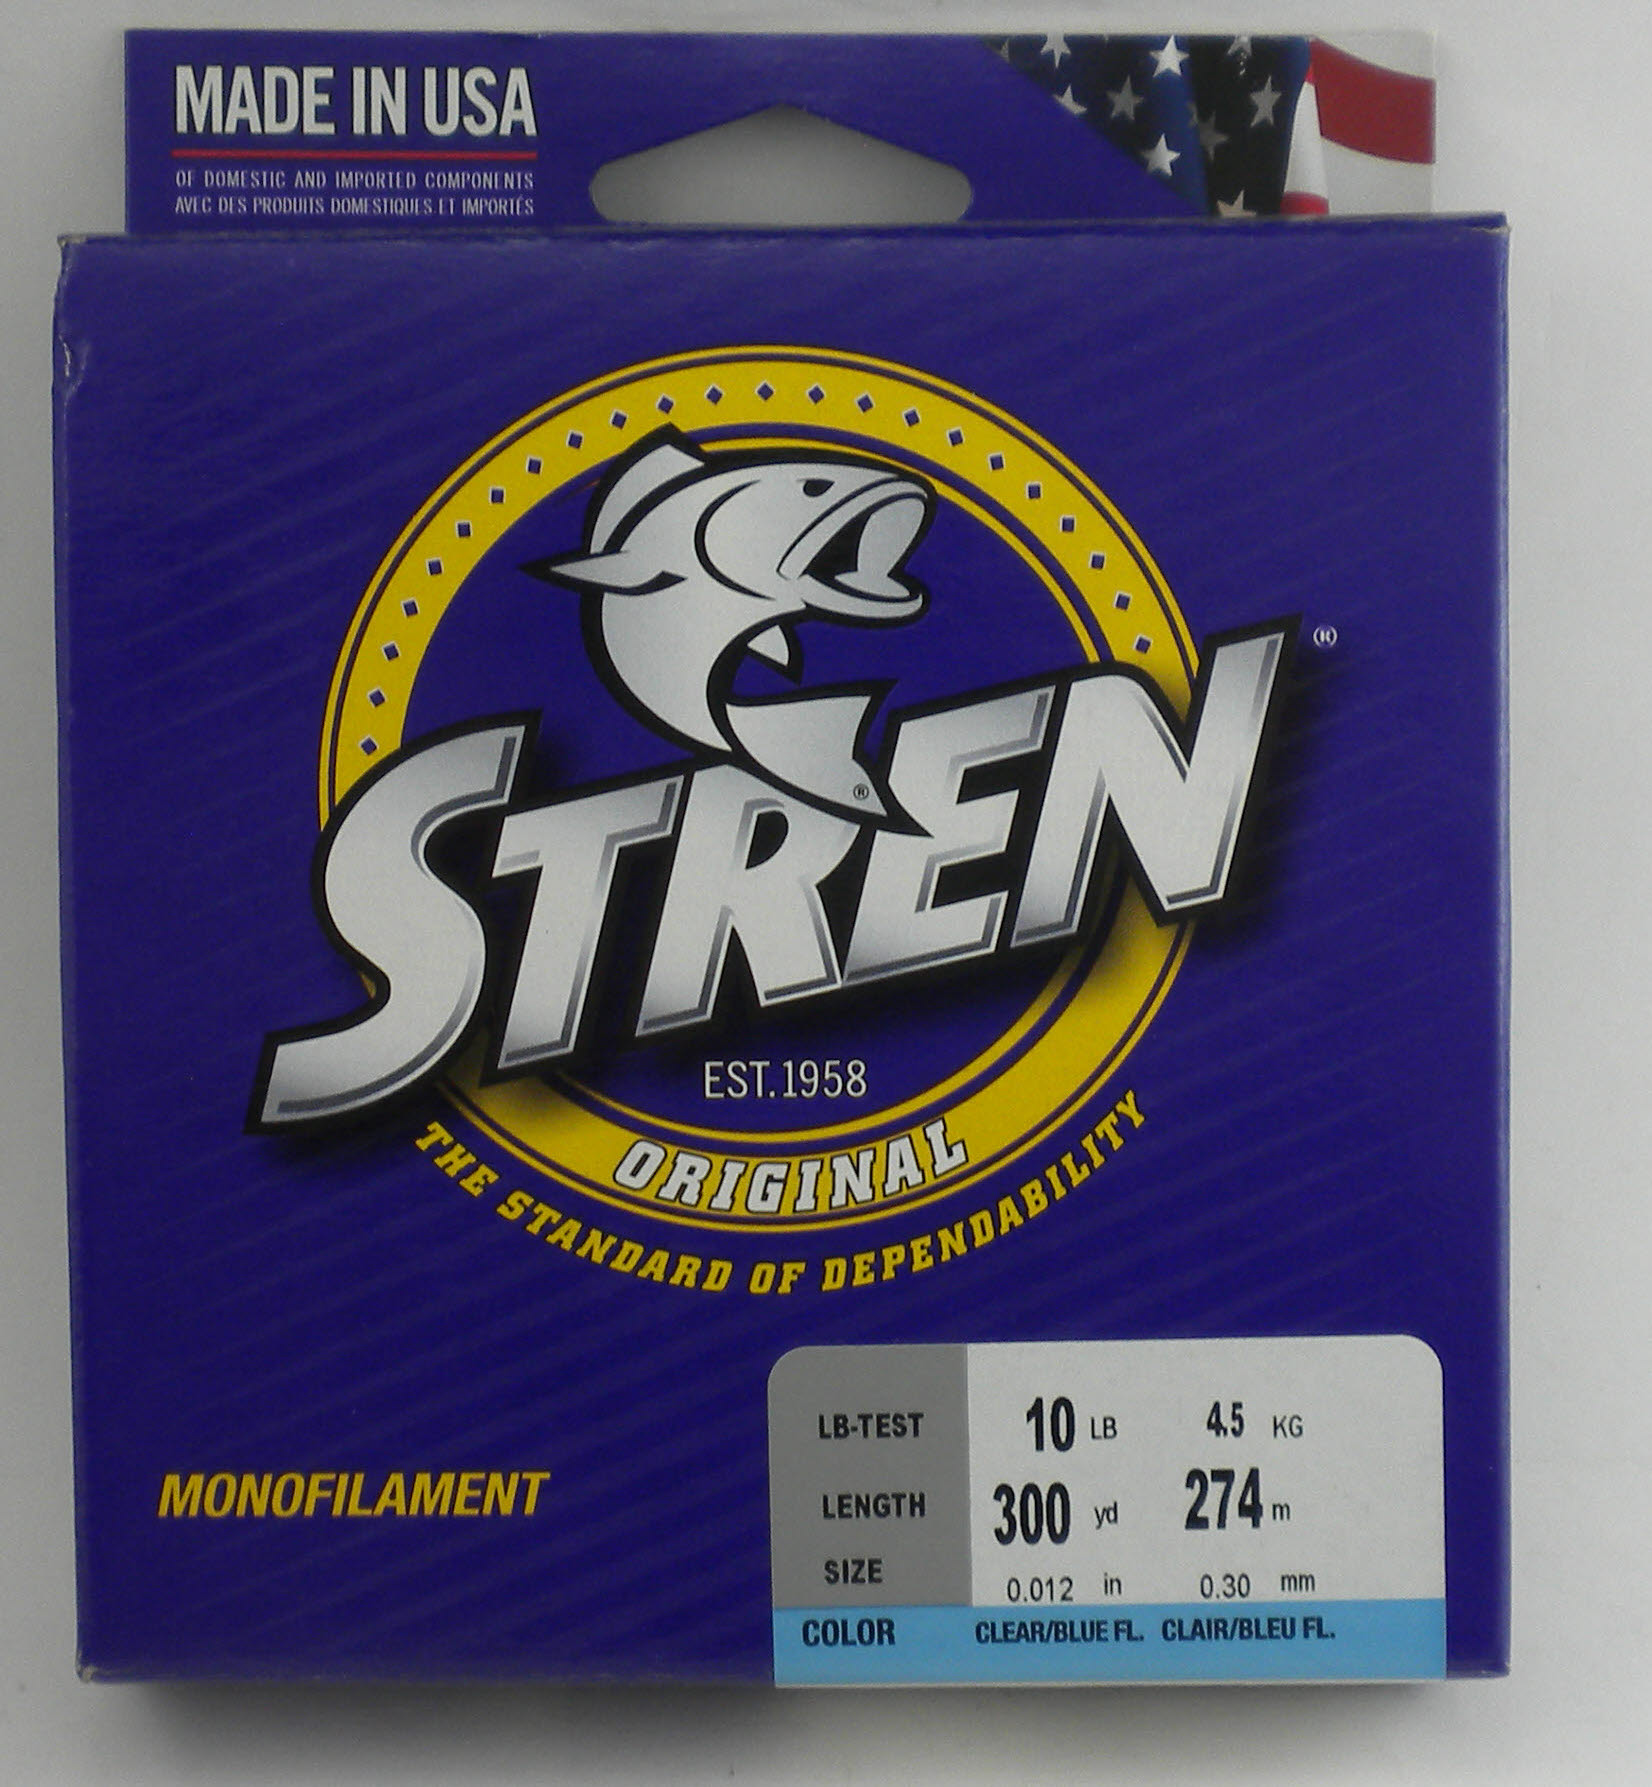 MADE IN USA
OF DOMESTIC AND IMPORTED COMPONENTS
AVEC DES PRODUITS DOMESTIQUES ET IMPORTÉS
STREN®
®
EST.1958
ORIGINAL
THE STANDARD OF DEPENDABILITY
MONOFILAMENT
LB-TEST 10 LB 4.5 KG
LENGTH 300 yd 274 m
SIZE 0.012 in 0.30 mm
COLOR CLEAR/BLUE FL. CLAIR/BLEU FL.